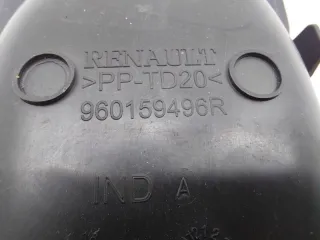 RENAULT
>PP-TD20<
960159496R
IND A